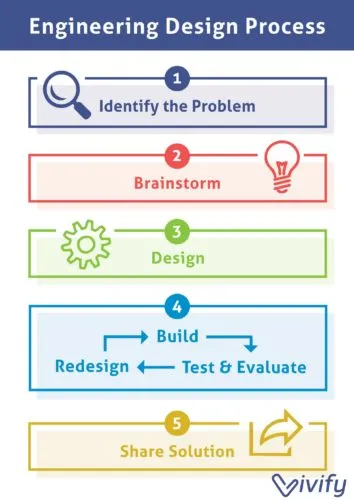 Engineering Design Process
1
Identify the Problem
2
Brainstorm
3
Design
4
Build
Redesign
Test & Evaluate
5
Share Solution
Vivify